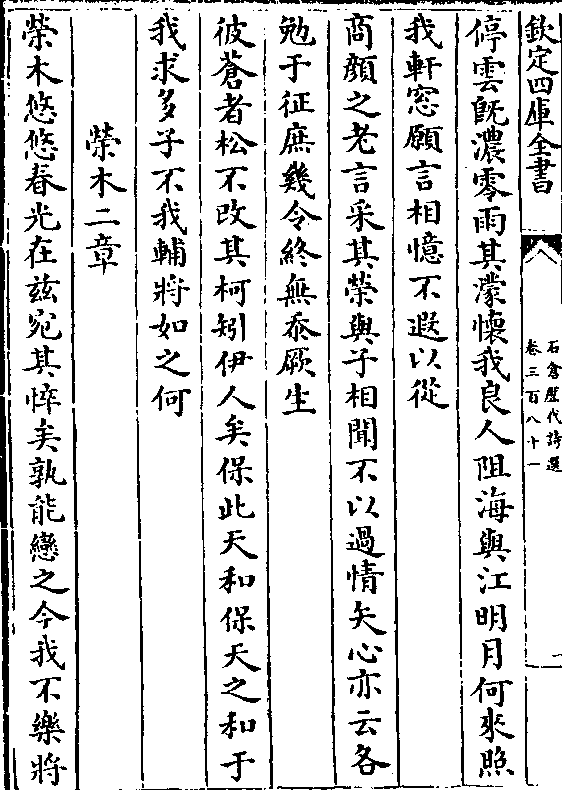 欽定四庫全書
石倉歷代詩選
卷三百八十一
停雲旣濃零雨其濛懷我良人阻海與江明月何來照
我軒窓願言相憶不遐以從
商顔之老言采其榮與子相聞不以過情矢心亦云各
勉于征庶幾令終無忝厥生
彼蒼者松不改其柯矧伊人矣保此天和保天之和于
我求多子不我輔將如之何
榮木二章
榮木悠悠春光在兹宛其悴矣孰能戀之今我不樂將